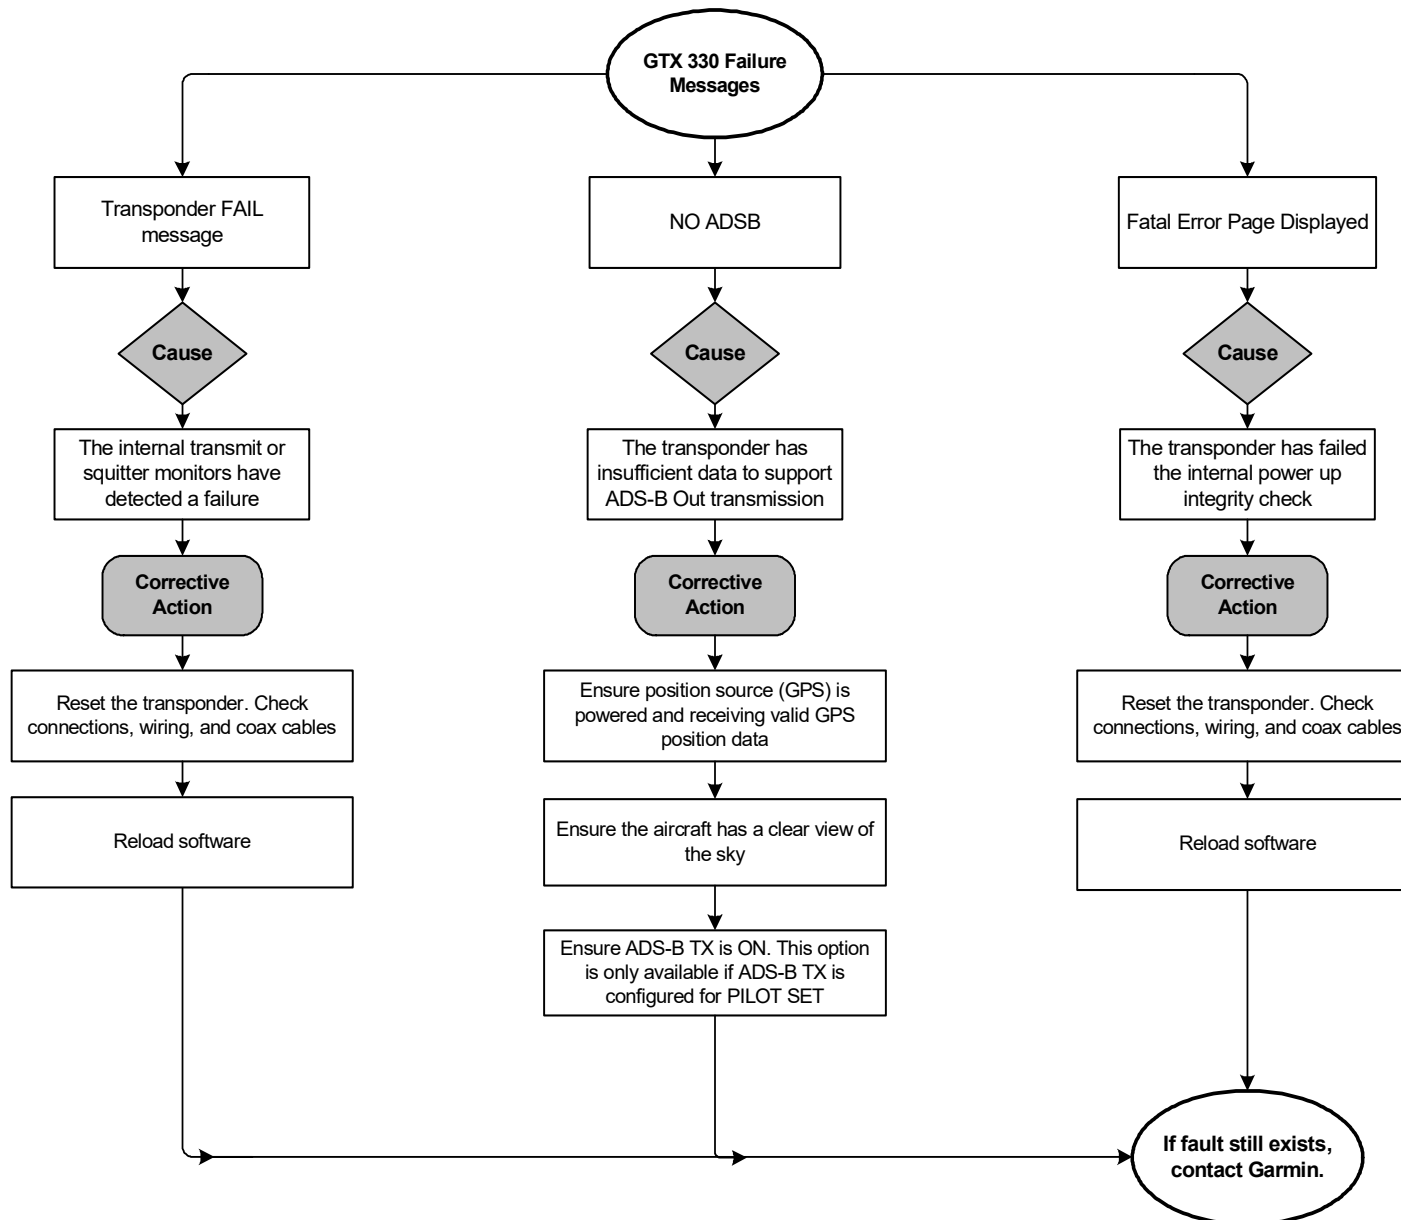 GTX 330 Failure
Messages
Transponder FAIL
message
NO ADSB
Fatal Error Page Displayed
Cause
Cause
Cause
The internal transmit or
squitter monitors have
detected a failure
The transponder has
insufficient data to support
ADS-B Out transmission
The transponder has failed
the internal power up
integrity check
Corrective
Action
Corrective
Action
Corrective
Action
Reset the transponder. Check
connections, wiring, and coax cables
Ensure position source (GPS) is
powered and receiving valid GPS
position data
Reset the transponder. Check
connections, wiring, and coax cables
Reload software
Ensure the aircraft has a clear view of
the sky
Reload software
Ensure ADS-B TX is ON. This option
is only available if ADS-B TX is
configured for PILOT SET
If fault still exists,
contact Garmin.